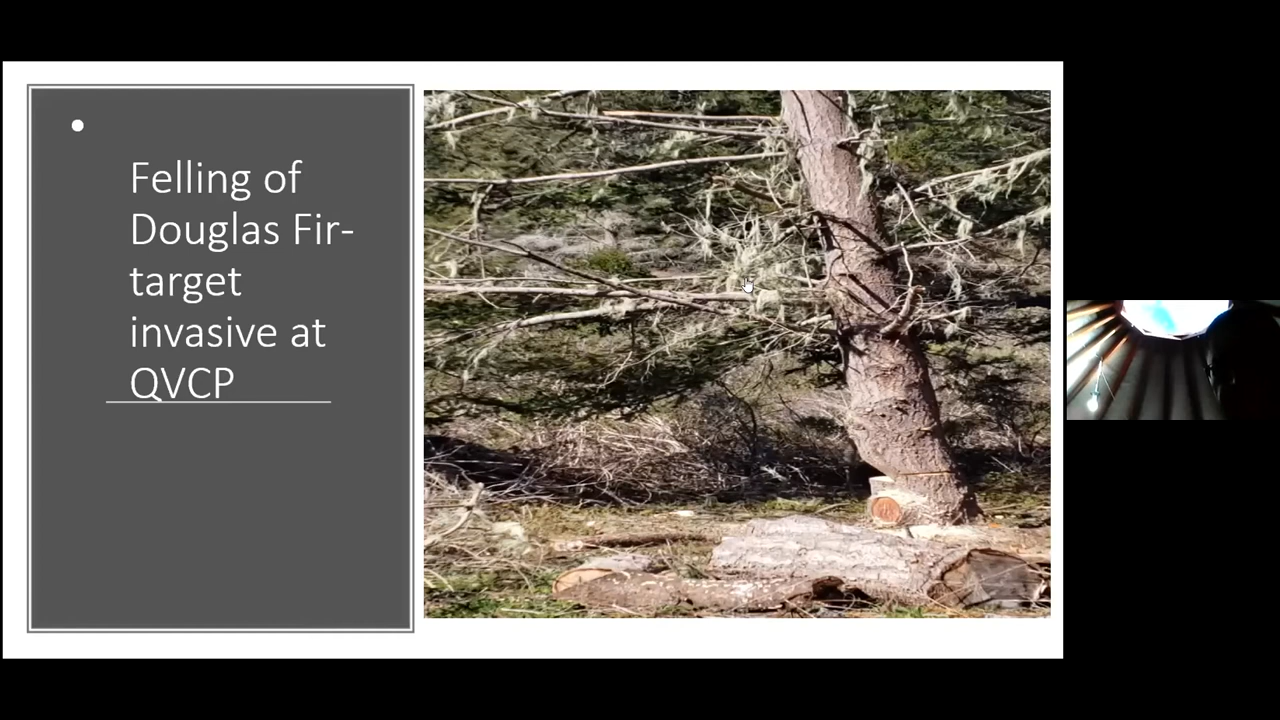 Felling of
Douglas Fir-
target
invasive at
QVCP